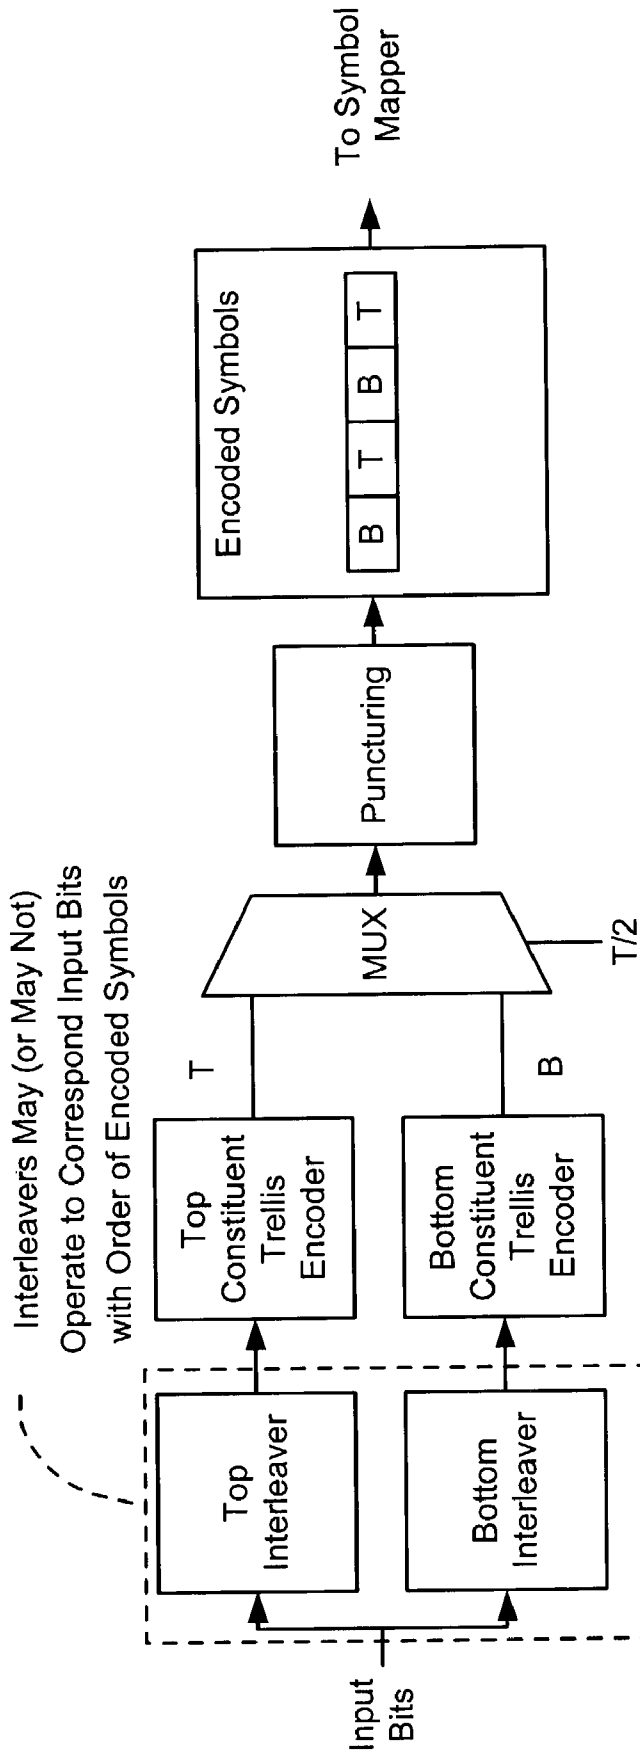 Interleavers May (or May Not)
Operate to Correspond Input Bits
with Order of Encoded Symbols
Input
Bits
Top
Interleaver
Bottom
Interleaver
Top
Constituent
Trellis
Encoder
Bottom
Constituent
Trellis
Encoder
T
B
MUX
T/2
Puncturing
Encoded Symbols
B T B T
To Symbol
Mapper